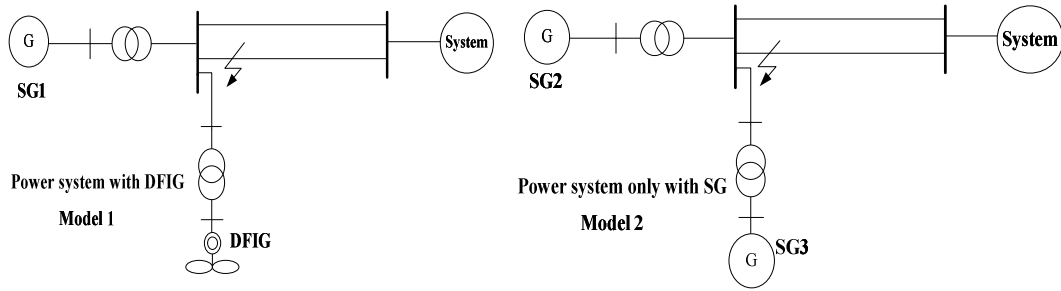 G
System
SG1
Power system with DFIG
Model 1
DFIG
G
System
SG2
Power system only with SG
Model 2
G
SG3